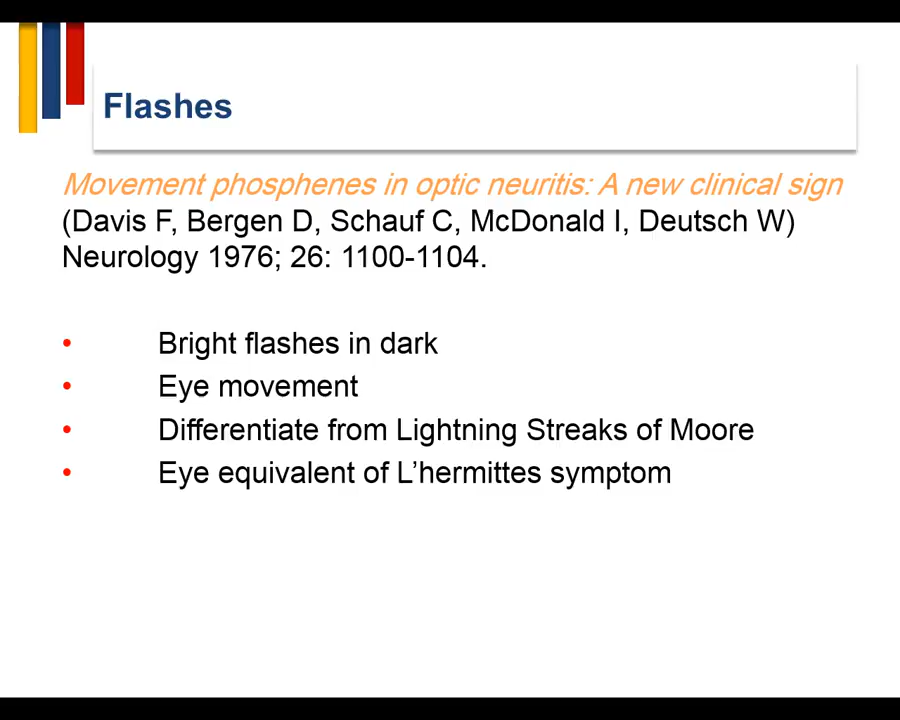 Flashes
Movement phosphenes in optic neuritis: A new clinical sign
(Davis F, Bergen D, Schauf C, McDonald I, Deutsch W)
Neurology 1976; 26: 1100-1104.
• Bright flashes in dark
• Eye movement
• Differentiate from Lightning Streaks of Moore
• Eye equivalent of L’hermittes symptom